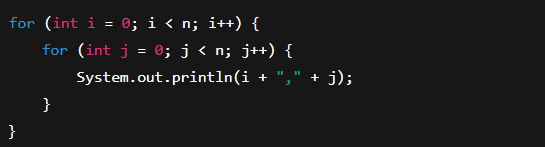 for (int i = 0; i < n; i++) {
    for (int j = 0; j < n; j++) {
        System.out.println(i + "," + j);
    }
}